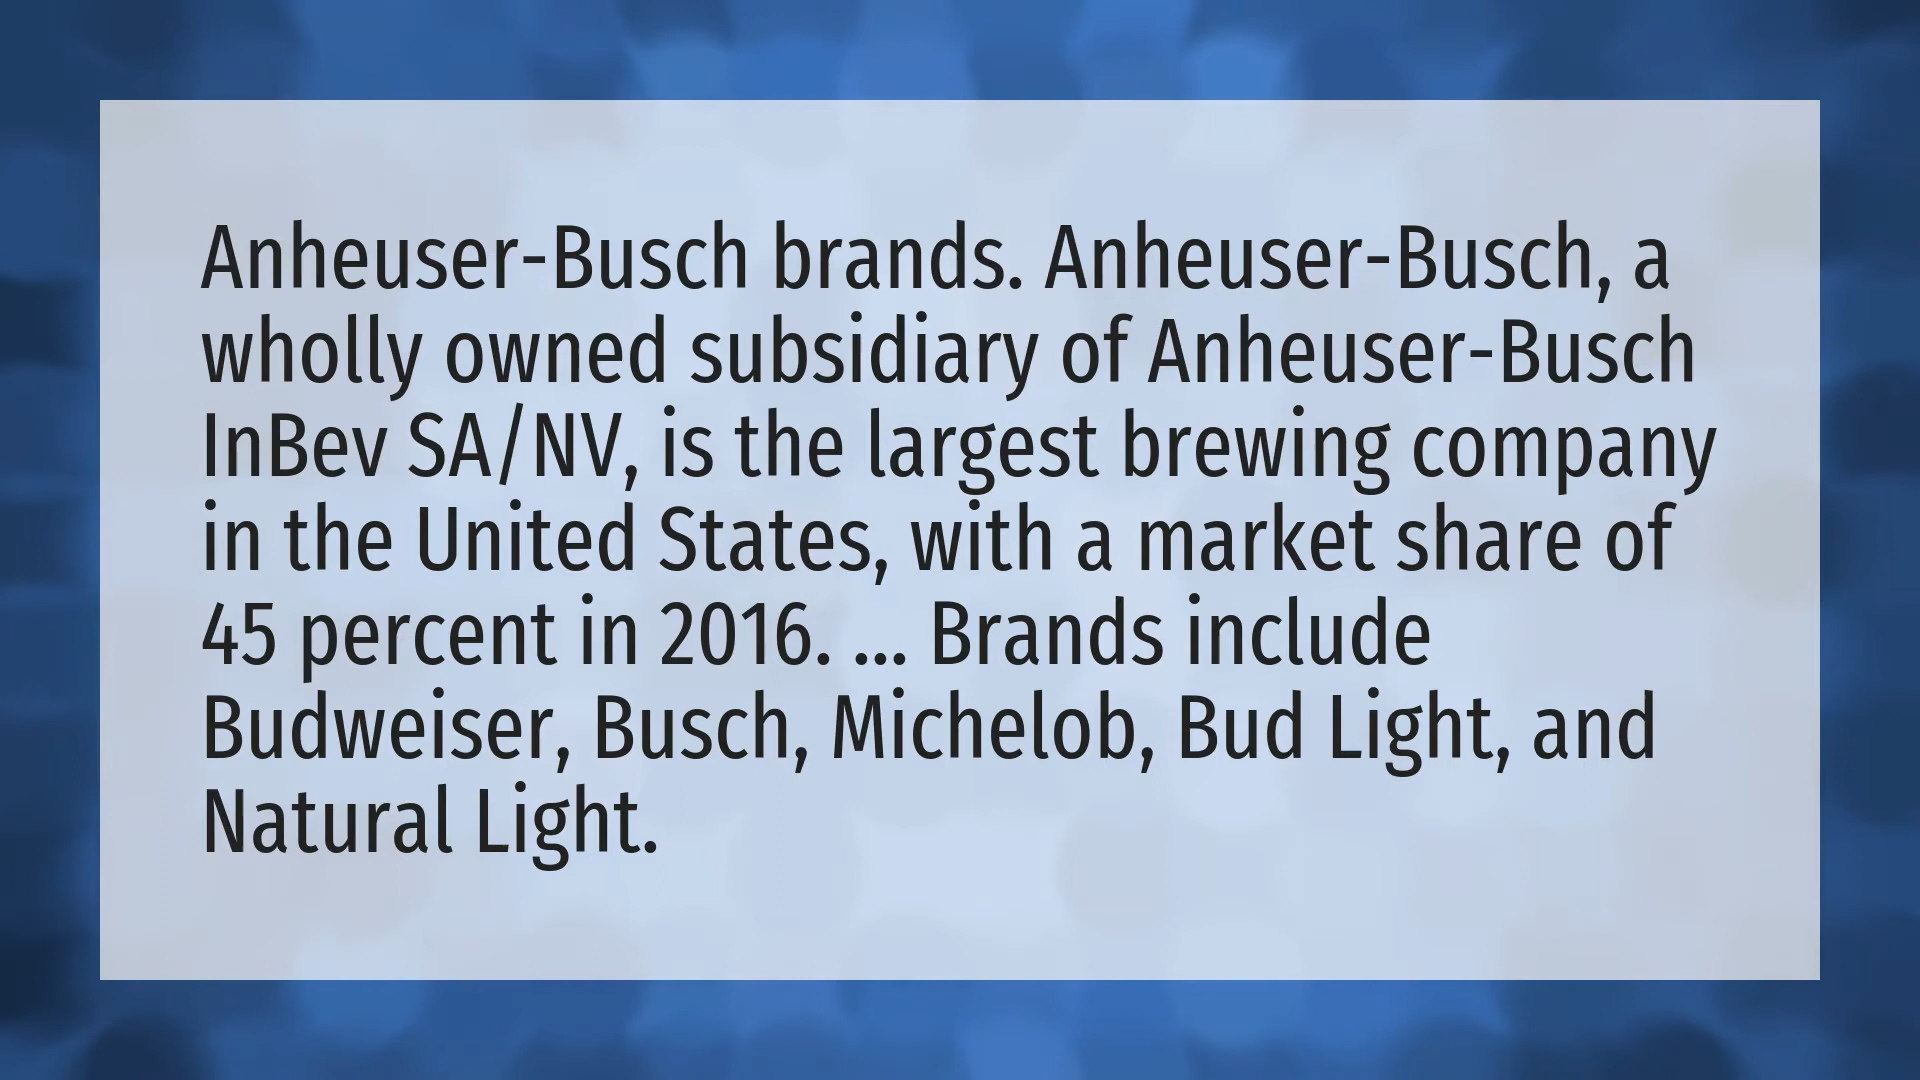 Anheuser-Busch brands. Anheuser-Busch, a
wholly owned subsidiary of Anheuser-Busch
InBev SA/NV, is the largest brewing company
in the United States, with a market share of
45 percent in 2016. ... Brands include
Budweiser, Busch, Michelob, Bud Light, and
Natural Light.